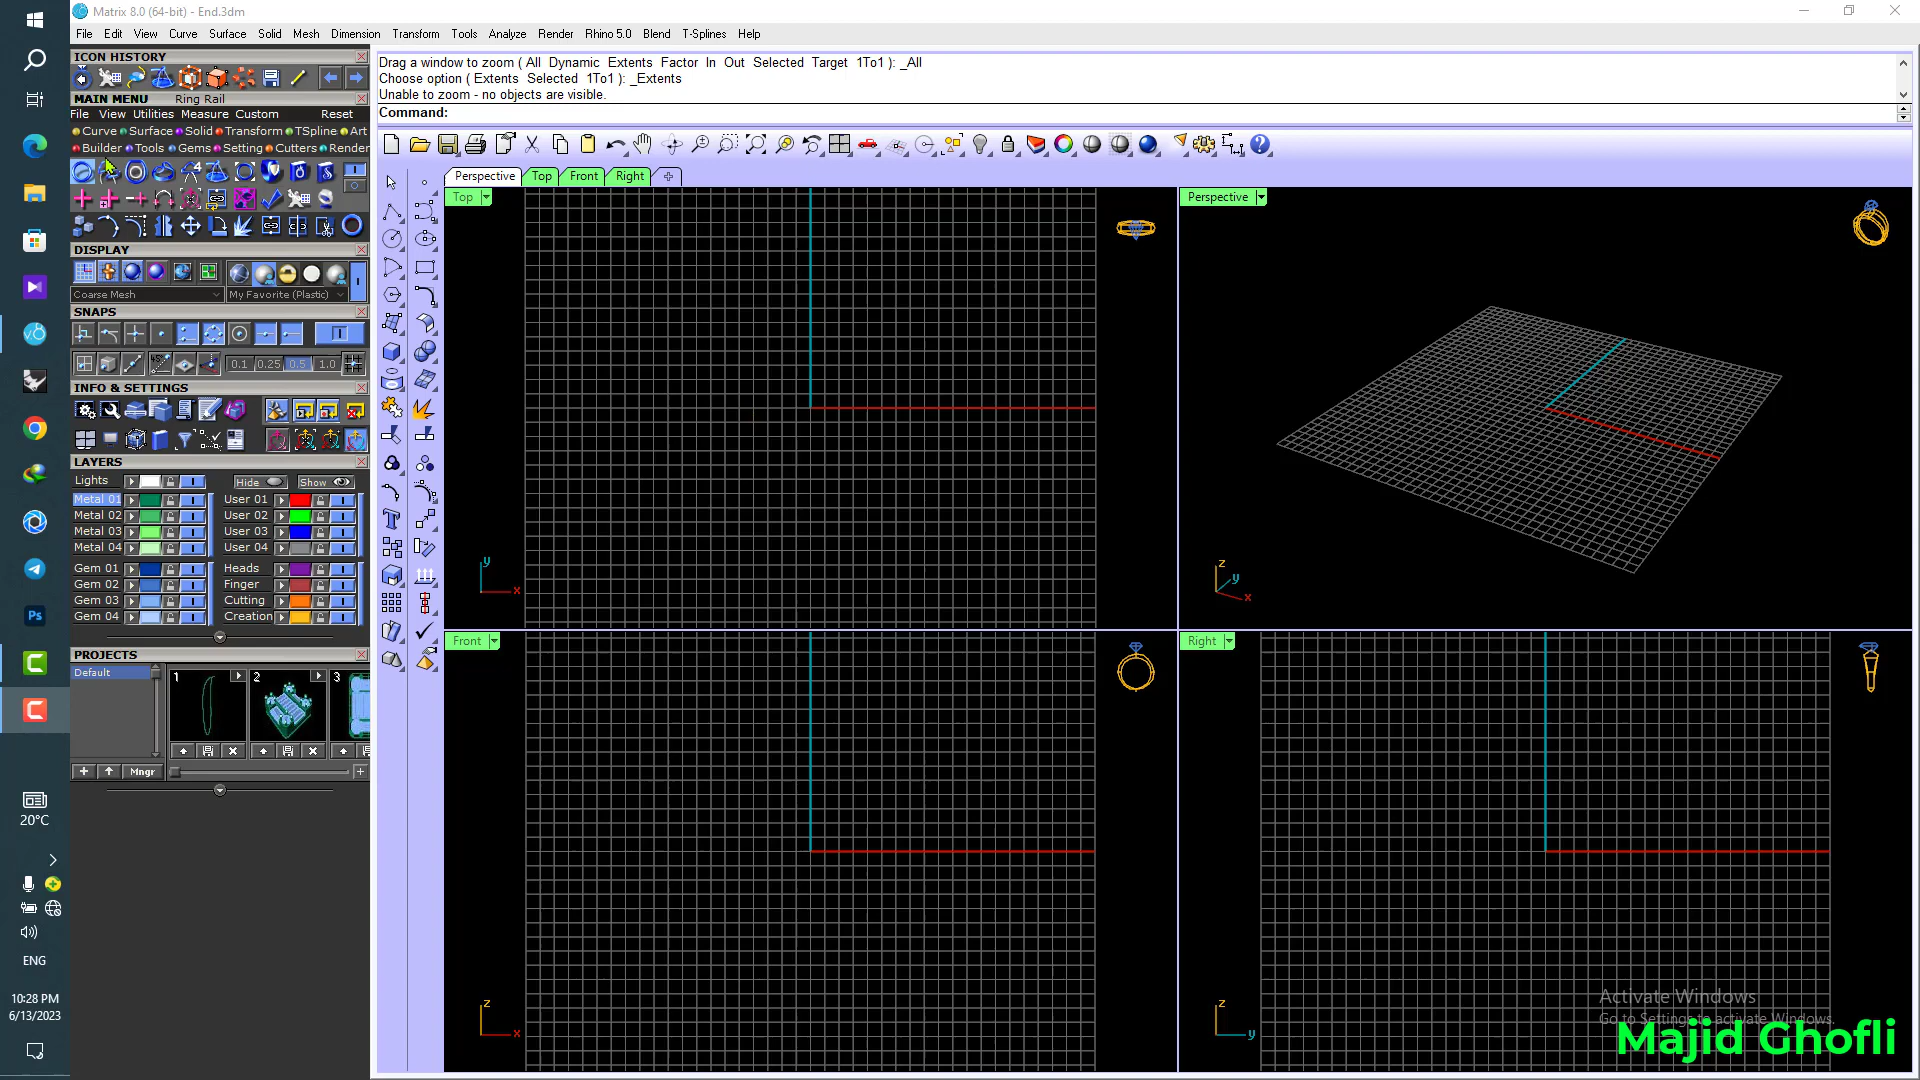 Matrix 8.0 (64-bit) - End.3dm
File Edit View Curve Surface Solid Mesh Dimension Transform Tools Analyze Render Rhino 5.0 Blend T-Splines Help
ICON HISTORY
MAIN MENU Ring Rail
File View Utilities Measure Custom Reset
Curve Surface Solid Transform TSpline Art
Builder Tools Gems Setting Cutters Render
DISPLAY
Coarse Mesh My Favorite (Plastic)
SNAPS
0.1 0.25 0.5 1.0
INFO & SETTINGS
LAYERS
Lights Hide Show
Metal 01 User 01
Metal 02 User 02
Metal 03 User 03
Metal 04 User 04
Gem 01 Heads
Gem 02 Finger
Gem 03 Cutting
Gem 04 Creation
PROJECTS
Default
1 2 3
Mngr
Drag a window to zoom ( All Dynamic Extents Factor In Out Selected Target 1To1 ): _All
Choose option ( Extents Selected 1To1 ): _Extents
Unable to zoom - no objects are visible.
Command:
Perspective Top Front Right
Top
y
x
Perspective
z
y
x
Front
z
x
Right
z
y
Ps
20°C
ENG
10:28 PM
6/13/2023
Activate Windows
Go to Settings to activate Windows.
Majid Ghofli